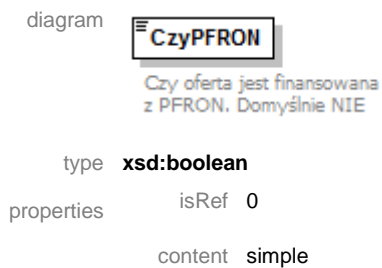 diagram
CzyPFRON
Czy oferta jest finansowana
z PFRON. Domyślnie NIE
type xsd:boolean
properties isRef 0
content simple